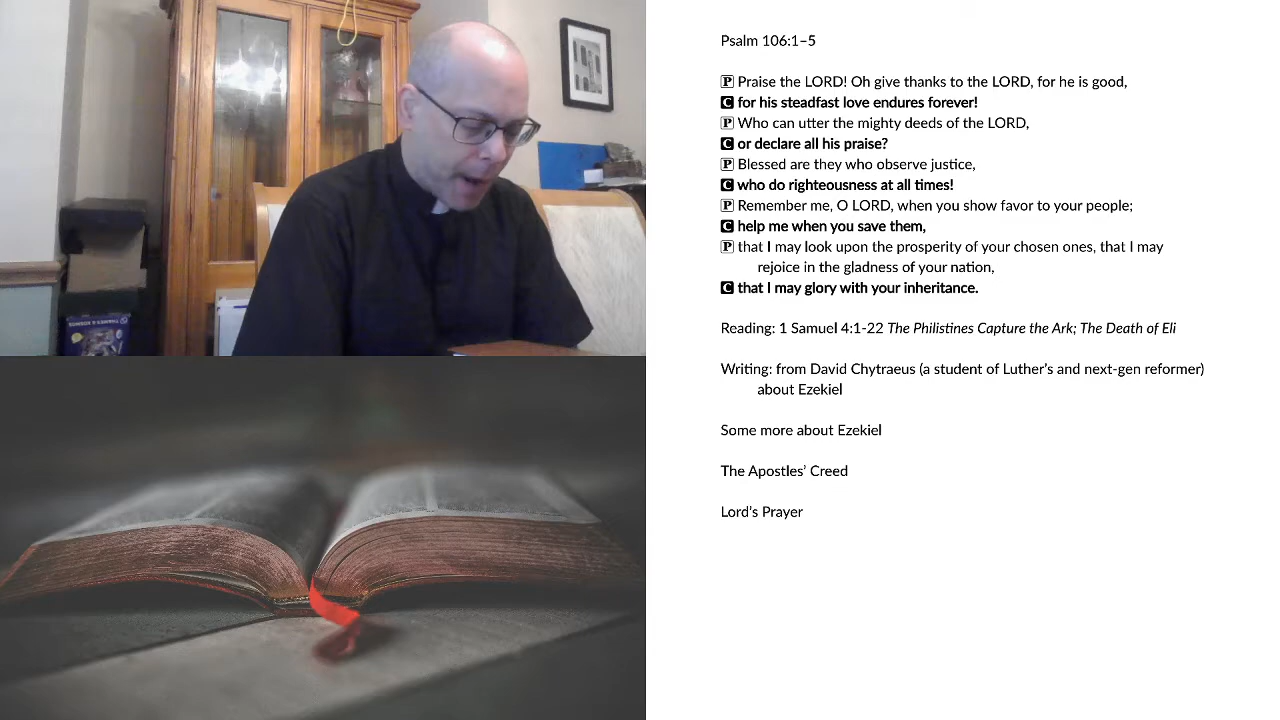 Psalm 106:1–5
P Praise the LORD! Oh give thanks to the LORD, for he is good,
C for his steadfast love endures forever!
P Who can utter the mighty deeds of the LORD,
C or declare all his praise?
P Blessed are they who observe justice,
C who do righteousness at all times!
P Remember me, O LORD, when you show favor to your people;
C help me when you save them,
P that I may look upon the prosperity of your chosen ones, that I may
rejoice in the gladness of your nation,
C that I may glory with your inheritance.
Reading: 1 Samuel 4:1-22 The Philistines Capture the Ark; The Death of Eli
Writing: from David Chytraeus (a student of Luther's and next-gen reformer)
about Ezekiel
Some more about Ezekiel
The Apostles' Creed
Lord's Prayer